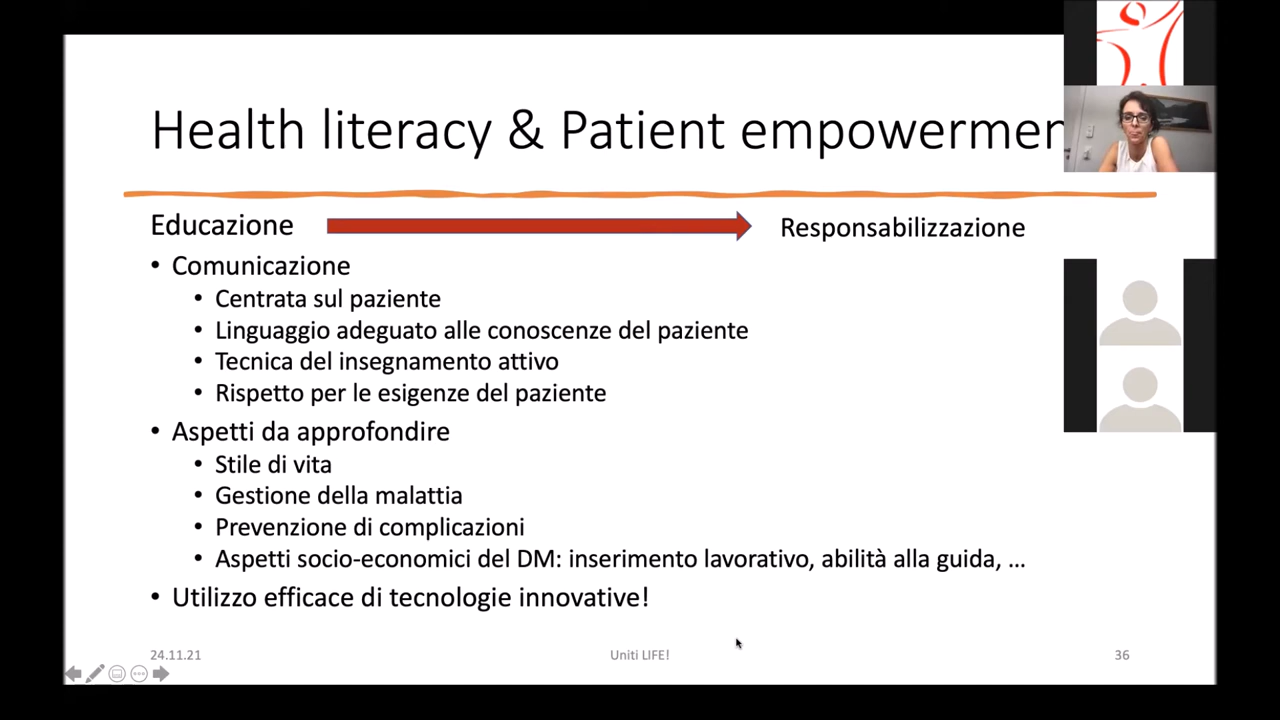 Health literacy & Patient empowermen
Educazione
Responsabilizzazione
• Comunicazione
• Centrata sul paziente
• Linguaggio adeguato alle conoscenze del paziente
• Tecnica del insegnamento attivo
• Rispetto per le esigenze del paziente
• Aspetti da approfondire
• Stile di vita
• Gestione della malattia
• Prevenzione di complicazioni
• Aspetti socio-economici del DM: inserimento lavorativo, abilità alla guida, ...
• Utilizzo efficace di tecnologie innovative!
24.11.21
Uniti LIFE!
36